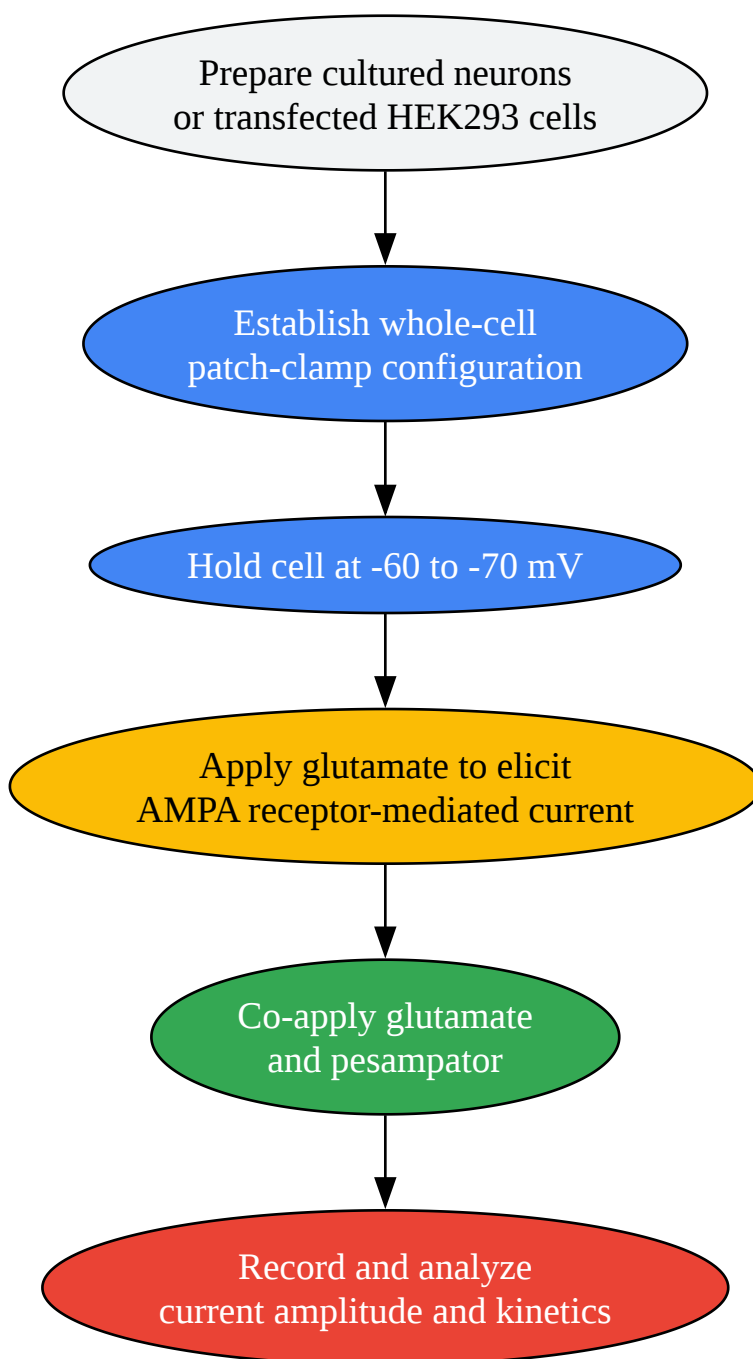 Prepare cultured neurons
or transfected HEK293 cells
Establish whole-cell
patch-clamp configuration
Hold cell at -60 to -70 mV
Apply glutamate to elicit
AMPA receptor-mediated current
Co-apply glutamate
and pesampator
Record and analyze
current amplitude and kinetics